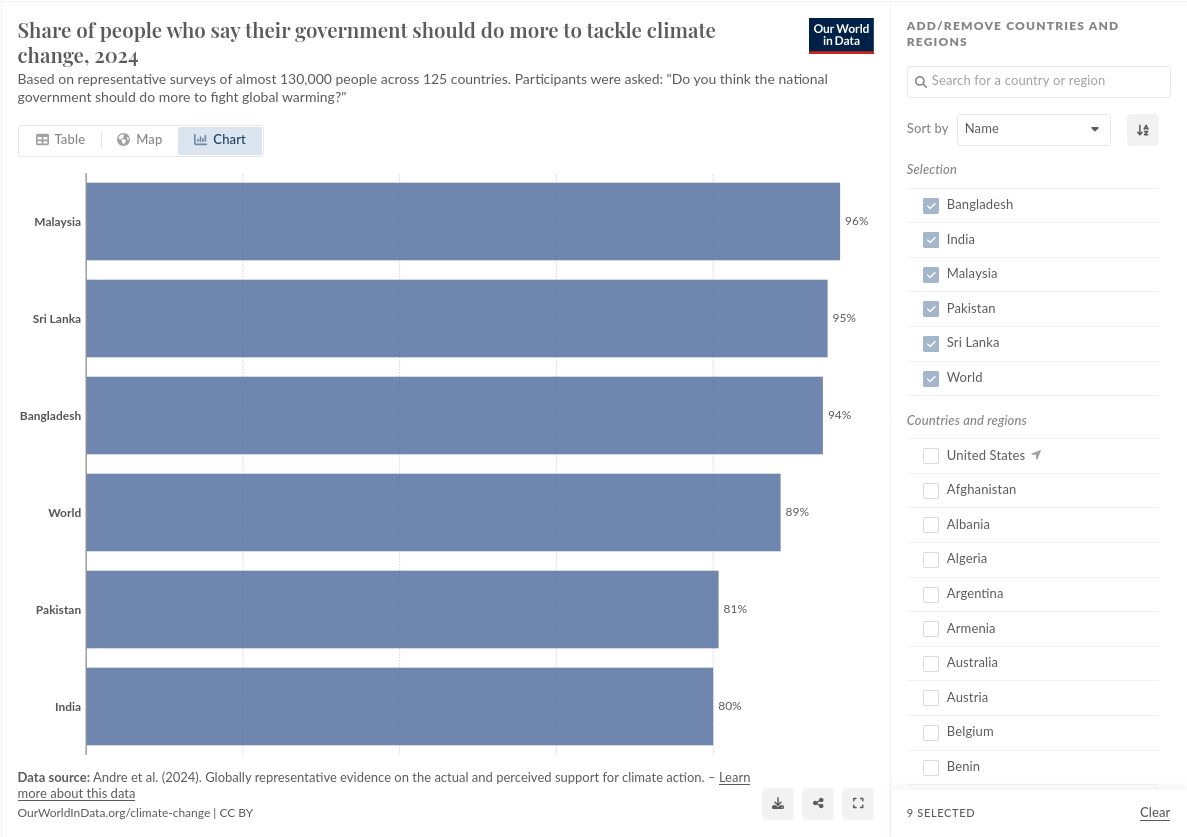 Share of people who say their government should do more to tackle climate
change, 2024
Our World
in Data
Based on representative surveys of almost 130,000 people across 125 countries. Participants were asked: "Do you think the national
government should do more to fight global warming?"
Table
Map
Chart
Malaysia
96%
Sri Lanka
95%
Bangladesh
94%
World
89%
Pakistan
81%
India
80%
Data source: Andre et al. (2024). Globally representative evidence on the actual and perceived support for climate action. – Learn
more about this data
OurWorldInData.org/climate-change | CC BY
ADD/REMOVE COUNTRIES AND
REGIONS
Search for a country or region
Sort by
Name
Selection
Bangladesh
India
Malaysia
Pakistan
Sri Lanka
World
Countries and regions
United States
Afghanistan
Albania
Algeria
Argentina
Armenia
Australia
Austria
Belgium
Benin
9 SELECTED
Clear